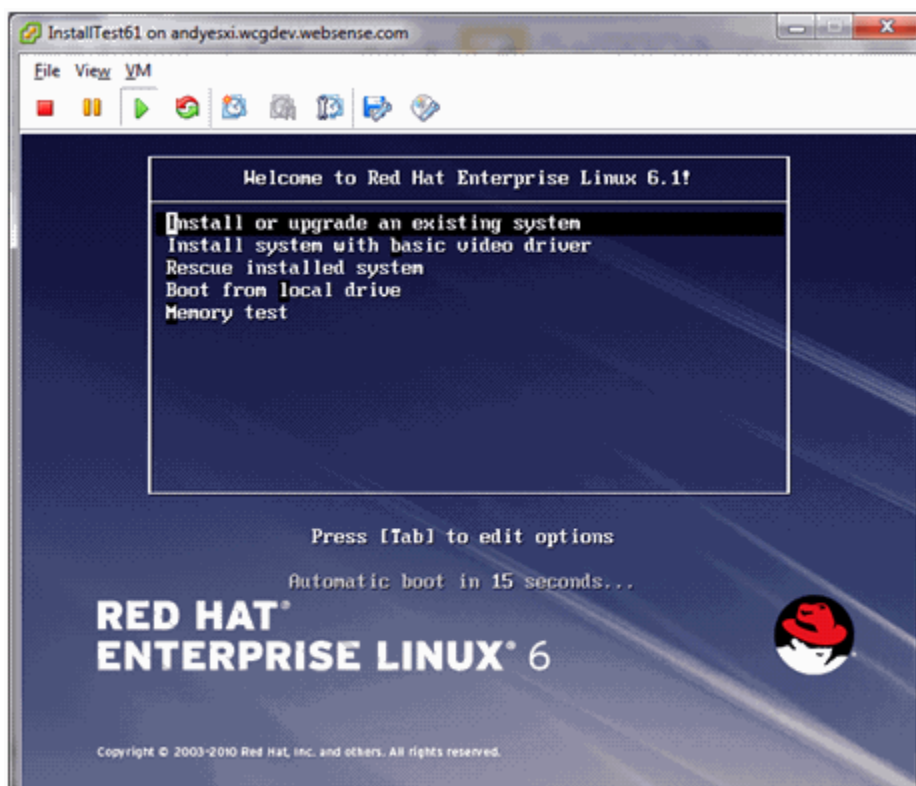 InstallTest61 on andyesxi.wcgdev.websense.com
File View VM
Welcome to Red Hat Enterprise Linux 6.1!
Install or upgrade an existing system
Install system with basic video driver
Rescue installed system
Boot from local drive
Memory test
Press [Tab] to edit options
Automatic boot in 15 seconds...
RED HAT®
ENTERPRISE LINUX® 6
Copyright © 2003-2010 Red Hat, Inc. and others. All rights reserved.